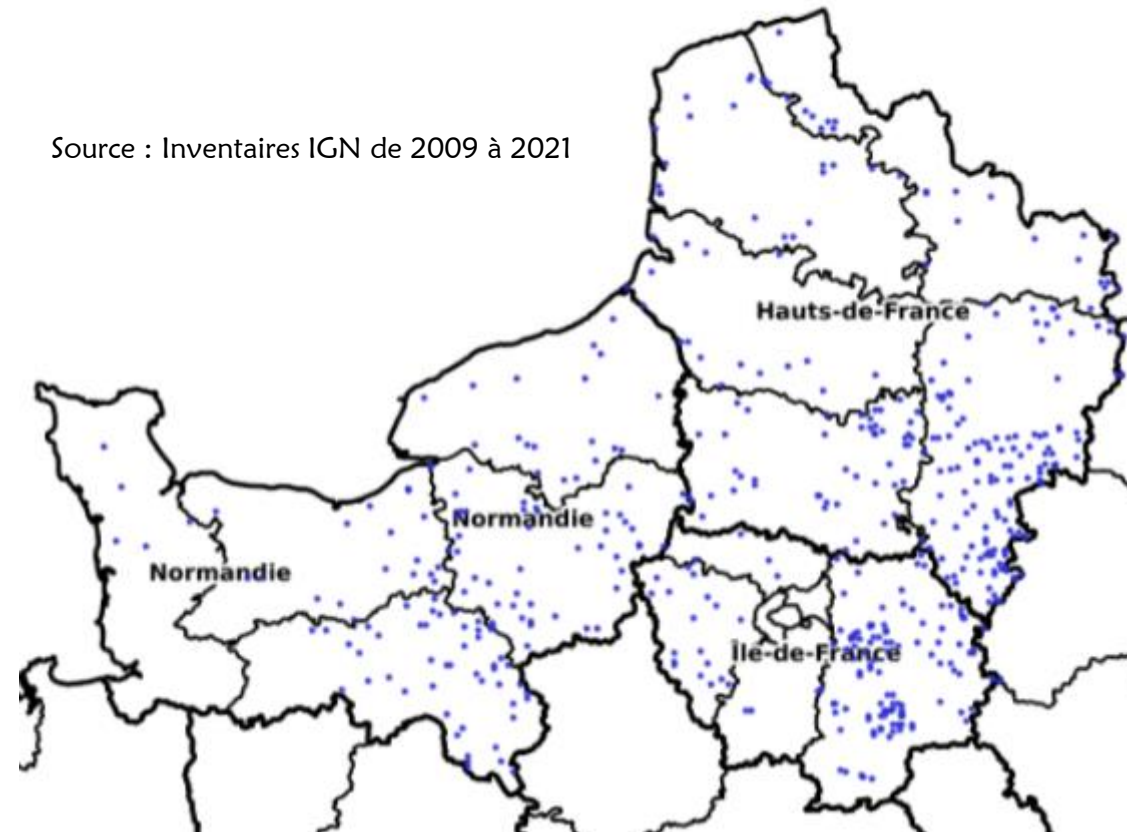 Source : Inventaires IGN de 2009 à 2021
Hauts-de-France
Normandie
Normandie
Île-de-France